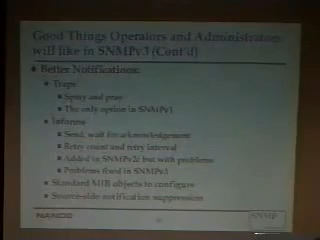 Good Things Operators and Administrators
will like in SNMPv3 (Cont'd)
Better Notifications:
Traps
Spray and pray
The only option in SNMPv1
Informs
Send, wait for acknowledgement
Retry count and retry interval
Added in SNMPv2c but with problems
Problems fixed in SNMPv3
Standard MIB objects to configure
Source-side notification suppression
NANOG
SNMP